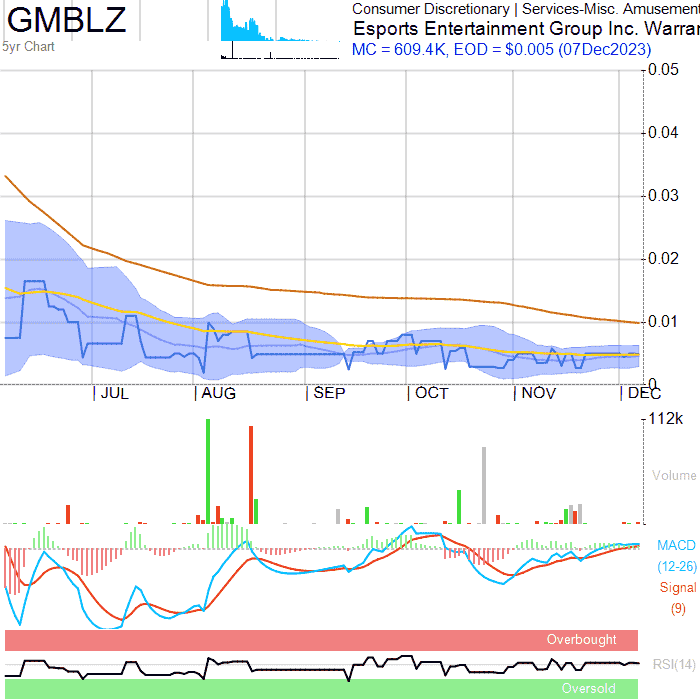 GMBLZ
5yr Chart
Consumer Discretionary | Services-Misc. Amusement
Esports Entertainment Group Inc. Warrar
MC = 609.4K, EOD = $0.005 (07Dec2023)
0.05
0.04
0.03
0.02
0.01
0
JUL AUG SEP OCT NOV DEC
112k
Volume
MACD
(12-26)
Signal
(9)
Overbought
RSI(14)
Oversold